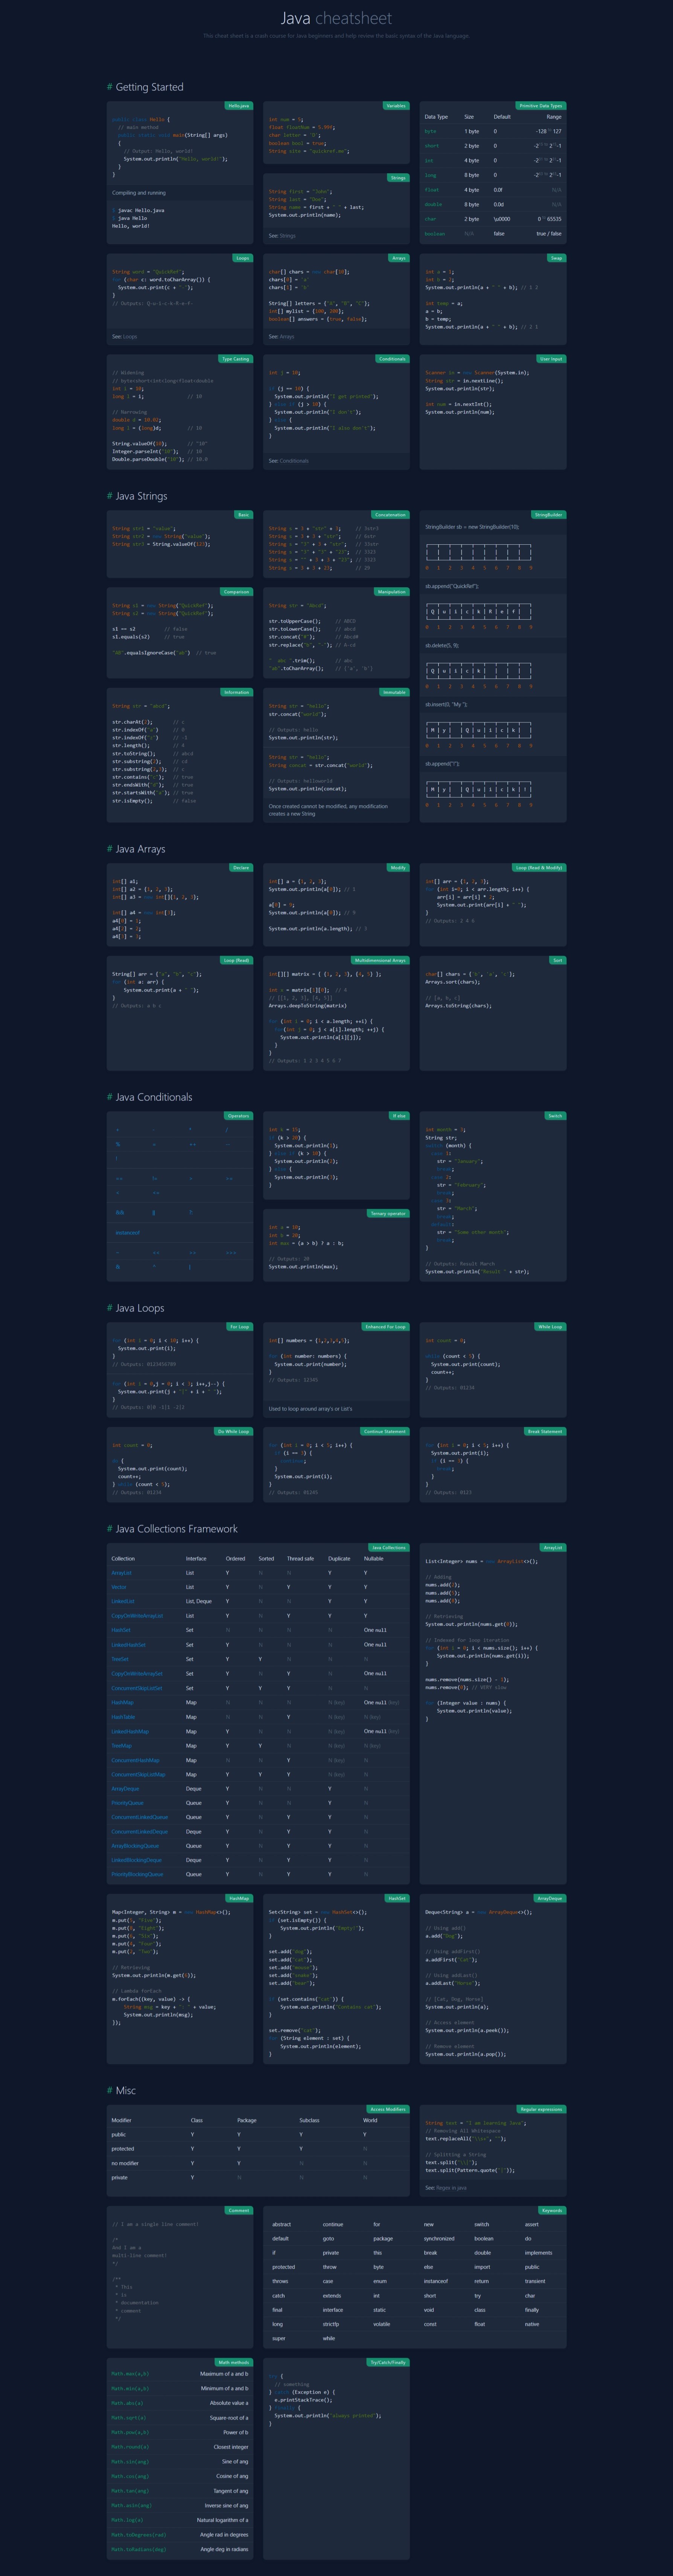 Java cheatsheet
This cheat sheet is a crash course for Java beginners and help review the basic syntax of the Java language.
# Getting Started
Hello.java
public class Hello {
// main method
public static void main(String[] args)
{
// Output: Hello, world!
System.out.println("Hello, world!");
}
}
Compiling and running
$ javac Hello.java
$ java Hello
Hello, world!
Variables
int num = 5;
float floatNum = 5.99f;
char letter = 'D';
boolean bool = true;
String site = "quickref.me";
Strings
String first = "John";
String last = "Doe";
String name = first + " " + last;
System.out.println(name);
See: Strings
Primitive Data Types
Data Type Size Default Range
byte 1 byte 0 -128 to 127
short 2 byte 0
int 4 byte 0
long 8 byte 0
float 4 byte 0.0f N/A
double 8 byte 0.0d N/A
char 2 byte \u0000 0 to 65535
boolean N/A false true / false
Loops
String word = "QuickRef";
for (char c: word.toCharArray()) {
System.out.print(c + "-");
}
// Outputs: Q-u-i-c-k-R-e-f-
See: Loops
Arrays
char[] chars = new char[10];
chars[0] = 'a'
chars[1] = 'b'
String[] letters = {"A", "B", "C"};
int[] mylist = {100, 200};
boolean[] answers = {true, false};
See: Arrays
Swap
int a = 1;
int b = 2;
System.out.println(a + " " + b); // 1 2
int temp = a;
a = b;
b = temp;
System.out.println(a + " " + b); // 2 1
Type Casting
// Widening
// byte<short<int<long<float<double
int i = 10;
long l = i; // 10
// Narrowing
double d = 10.02;
long l = (long)d; // 10
String.valueOf(10); // "10"
Integer.parseInt("10"); // 10
Double.parseDouble("10"); // 10.0
Conditionals
int j = 10;
if (j == 10) {
System.out.println("I get printed");
} else if (j > 10) {
System.out.println("I don't");
} else {
System.out.println("I also don't");
}
See: Conditionals
User Input
Scanner in = new Scanner(System.in);
String str = in.nextLine();
System.out.println(str);
int num = in.nextInt();
System.out.println(num);
# Java Strings
Basic
String str1 = "value";
String str2 = new String("value");
String str3 = String.valueOf(123);
Concatenation
String s = 3 + "str" + 3; // 3str3
String s = 3 + 3 + "str"; // 6str
String s = "3" + 3 + "str"; // 33str
String s = "3" + "3" + "23"; // 3323
String s = "" + 3 + 3 + "23"; // 3323
String s = 3 + 3 + 23; // 29
StringBuilder
StringBuilder sb = new StringBuilder(10);
0 1 2 3 4 5 6 7 8 9
sb.append("QuickRef");
| Q | u | i | c | k | R | e | f | | |
0 1 2 3 4 5 6 7 8 9
sb.delete(5, 9);
| Q | u | i | c | k | | | | | |
0 1 2 3 4 5 6 7 8 9
sb.insert(0, "My ");
| M | y | | Q | u | i | c | k | | |
0 1 2 3 4 5 6 7 8 9
sb.append("!");
| M | y | | Q | u | i | c | k | ! |
0 1 2 3 4 5 6 7 8 9
Comparison
String s1 = new String("QuickRef");
String s2 = new String("QuickRef");
s1 == s2 // false
s1.equals(s2) // true
"AB".equalsIgnoreCase("ab") // true
Manipulation
String str = "Abcd";
str.toUpperCase(); // ABCD
str.toLowerCase(); // abcd
str.concat("#"); // Abcd#
str.replace("b", "-"); // A-cd
" abc ".trim(); // abc
"ab".toCharArray(); // {'a', 'b'}
Information
String str = "abcd";
str.charAt(2); // c
str.indexOf("a") // 0
str.indexOf("z") // -1
str.length(); // 4
str.toString(); // abcd
str.substring(2); // cd
str.substring(2,3); // c
str.contains("c"); // true
str.endsWith("d"); // true
str.startsWith("a"); // true
str.isEmpty(); // false
Immutable
String str = "hello";
str.concat("world");
// Outputs: hello
System.out.println(str);
String str = "hello";
String concat = str.concat("world");
// Outputs: helloworld
System.out.println(concat);
Once created cannot be modified, any modification
creates a new String
# Java Arrays
Declare
int[] a1;
int[] a2 = {1, 2, 3};
int[] a3 = new int[]{1, 2, 3};
int[] a4 = new int[3];
a4[0] = 1;
a4[2] = 2;
a4[3] = 3;
Modify
int[] a = {1, 2, 3};
System.out.println(a[0]); // 1
a[0] = 9;
System.out.println(a[0]); // 9
System.out.println(a.length); // 3
Loop (Read & Modify)
int[] arr = {1, 2, 3};
for (int i=0; i < arr.length; i++) {
arr[i] = arr[i] * 2;
System.out.print(arr[i] + " ");
}
// Outputs: 2 4 6
Loop (Read)
String[] arr = {"a", "b", "c"};
for (int a: arr) {
System.out.print(a + " ");
}
// Outputs: a b c
Multidimensional Arrays
int[][] matrix = { {1, 2, 3}, {4, 5} };
int x = matrix[1][0]; // 4
// [[1, 2, 3], [4, 5]]
Arrays.deepToString(matrix)
for (int i = 0; i < a.length; ++i) {
for(int j = 0; j < a[i].length; ++j) {
System.out.println(a[i][j]);
}
}
// Outputs: 1 2 3 4 5 6 7
Sort
char[] chars = {'b', 'a', 'c'};
Arrays.sort(chars);
// [a, b, c]
Arrays.toString(chars);
# Java Conditionals
Operators
+ - * /
!
&& || ?:
instanceof
If else
int k = 15;
if (k > 20) {
System.out.println(1);
} else if (k > 10) {
System.out.println(2);
} else {
System.out.println(3);
}
Switch
int month = 3;
String str;
switch (month) {
case 1:
str = "January";
break;
case 2:
str = "February";
break;
case 3:
str = "March";
break;
default:
str = "Some other month";
break;
}
// Outputs: Result March
System.out.println("Result " + str);
Ternary operator
int a = 10;
int b = 20;
int max = (a > b) ? a : b;
// Outputs: 20
System.out.println(max);
# Java Loops
For Loop
for (int i = 0; i < 10; i++) {
System.out.print(i);
}
// Outputs: 0123456789
for (int i = 0,j = 0; i < 3; i++,j--) {
System.out.print(j + "|" + i + " ");
}
// Outputs: 0|0 -1|1 -2|2
Enhanced For Loop
int[] numbers = {1,2,3,4,5};
for (int number: numbers) {
System.out.print(number);
}
// Outputs: 12345
Used to loop around array's or List's
While Loop
int count = 0;
while (count < 5) {
System.out.print(count);
count++;
}
// Outputs: 01234
Do While Loop
int count = 0;
do {
System.out.print(count);
count++;
} while (count < 5);
// Outputs: 01234
Continue Statement
for (int i = 0; i < 5; i++) {
if (i == 3) {
continue;
}
System.out.print(i);
}
// Outputs: 01245
Break Statement
for (int i = 0; i < 5; i++) {
System.out.print(i);
if (i == 3) {
break;
}
}
// Outputs: 0123
# Java Collections Framework
Java Collections
Collection Interface Ordered Sorted Thread safe Duplicate Nullable
ArrayList List Y N N Y Y
Vector List Y N Y Y Y
LinkedList List, Deque Y N N Y Y
CopyOnWriteArrayList List Y N Y Y Y
HashSet Set N N N N One null
LinkedHashSet Set Y N N N One null
TreeSet Set Y Y N N N
CopyOnWriteArraySet Set Y N Y N One null
ConcurrentSkipListSet Set Y Y Y N N
HashMap Map N N N N (key) One null (key)
HashTable Map N N Y N (key) N (key)
LinkedHashMap Map Y N N N (key) One null (key)
TreeMap Map Y Y N N (key) N (key)
ConcurrentHashMap Map N N Y N (key) N
ConcurrentSkipListMap Map Y Y Y N (key) N
ArrayDeque Deque Y N N Y N
PriorityQueue Queue Y N N Y N
ConcurrentLinkedQueue Queue Y N Y Y N
ConcurrentLinkedDeque Deque Y N Y Y N
ArrayBlockingQueue Queue Y N Y Y N
LinkedBlockingDeque Deque Y N Y Y N
PriorityBlockingQueue Queue Y N Y Y N
ArrayList
List<Integer> nums = new ArrayList<>();
// Adding
nums.add(2);
nums.add(5);
nums.add(8);
// Retrieving
System.out.println(nums.get(0));
// Indexed for loop iteration
for (int i = 0; i < nums.size(); i++) {
System.out.println(nums.get(i));
}
nums.remove(nums.size() - 1);
nums.remove(0); // VERY slow
for (Integer value : nums) {
System.out.println(value);
}
HashMap
Map<Integer, String> m = new HashMap<>();
m.put(5, "Five");
m.put(8, "Eight");
m.put(6, "Six");
m.put(4, "Four");
m.put(2, "Two");
// Retrieving
System.out.println(m.get(6));
// Lambda forEach
m.forEach((key, value) -> {
String msg = key + ": " + value;
System.out.println(msg);
});
HashSet
Set<String> set = new HashSet<>();
if (set.isEmpty()) {
System.out.println("Empty!");
}
set.add("dog");
set.add("cat");
set.add("mouse");
set.add("snake");
set.add("bear");
if (set.contains("cat")) {
System.out.println("Contains cat");
}
set.remove("cat");
for (String element : set) {
System.out.println(element);
}
ArrayDeque
Deque<String> a = new ArrayDeque<>();
// Using add()
a.add("Dog");
// Using addFirst()
a.addFirst("Cat");
// Using addLast()
a.addLast("Horse");
// [Cat, Dog, Horse]
System.out.println(a);
// Access element
System.out.println(a.peek());
// Remove element
System.out.println(a.pop());
# Misc
Access Modifiers
Modifier Class Package Subclass World
public Y Y Y Y
protected Y Y Y N
no modifier Y Y N N
private Y N N N
Regular expressions
String text = "I am learning Java";
// Removing All Whitespace
text.replaceAll("\\s+", "");
// Splitting a String
text.split("\\|");
text.split(Pattern.quote("|"));
See: Regex in java
Comment
// I am a single line comment!
/*
And I am a
multi-line comment!
*/
/**
* This
* is
* documentation
* comment
*/
Keywords
abstract continue for new switch assert
default goto package synchronized boolean do
if private this break double implements
protected throw byte else import public
throws case enum instanceof return transient
catch extends int short try char
final interface static void class finally
long strictfp volatile const float native
super while
Math methods
Math.max(a,b) Maximum of a and b
Math.min(a,b) Minimum of a and b
Math.abs(a) Absolute value a
Math.sqrt(a) Square-root of a
Math.pow(a,b) Power of b
Math.round(a) Closest integer
Math.sin(ang) Sine of ang
Math.cos(ang) Cosine of ang
Math.tan(ang) Tangent of ang
Math.asin(ang) Inverse sine of ang
Math.log(a) Natural logarithm of a
Math.toDegrees(rad) Angle rad in degrees
Math.toRadians(deg) Angle deg in radians
Try/Catch/Finally
try {
// something
} catch (Exception e) {
e.printStackTrace();
} finally {
System.out.println("always printed");
}